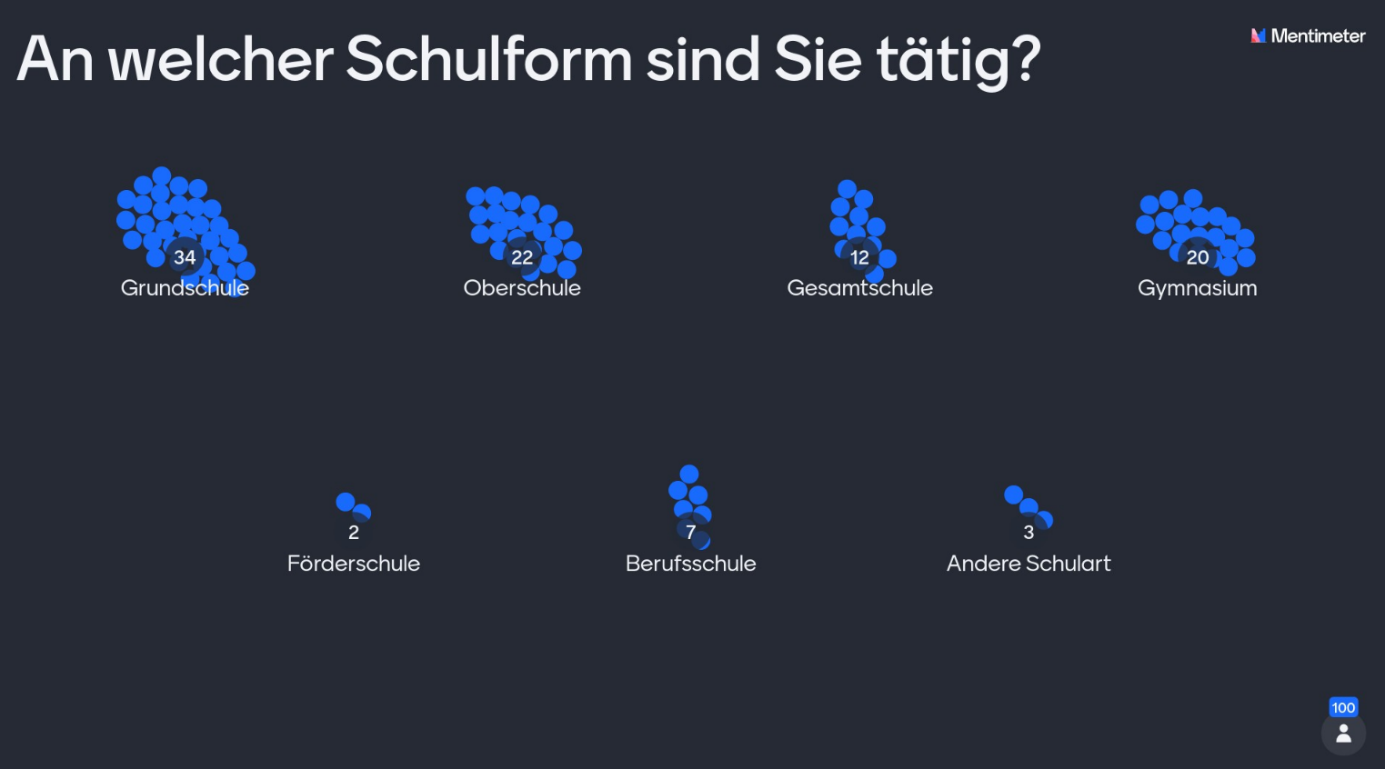 An welcher Schulform sind Sie tätig?
Mentimeter
34
22
12
20
Grundschule
Oberschule
Gesamtschule
Gymnasium
2
7
3
Förderschule
Berufsschule
Andere Schulart
100